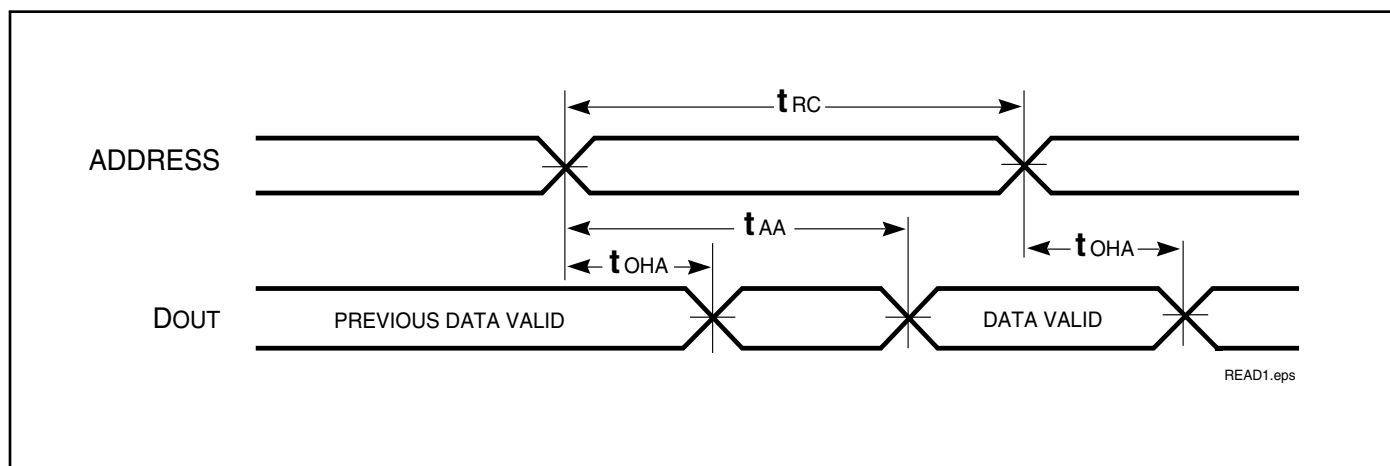 tRC
ADDRESS
tAA
tOHA
tOHA
DOUT
PREVIOUS DATA VALID
DATA VALID
READ1.eps